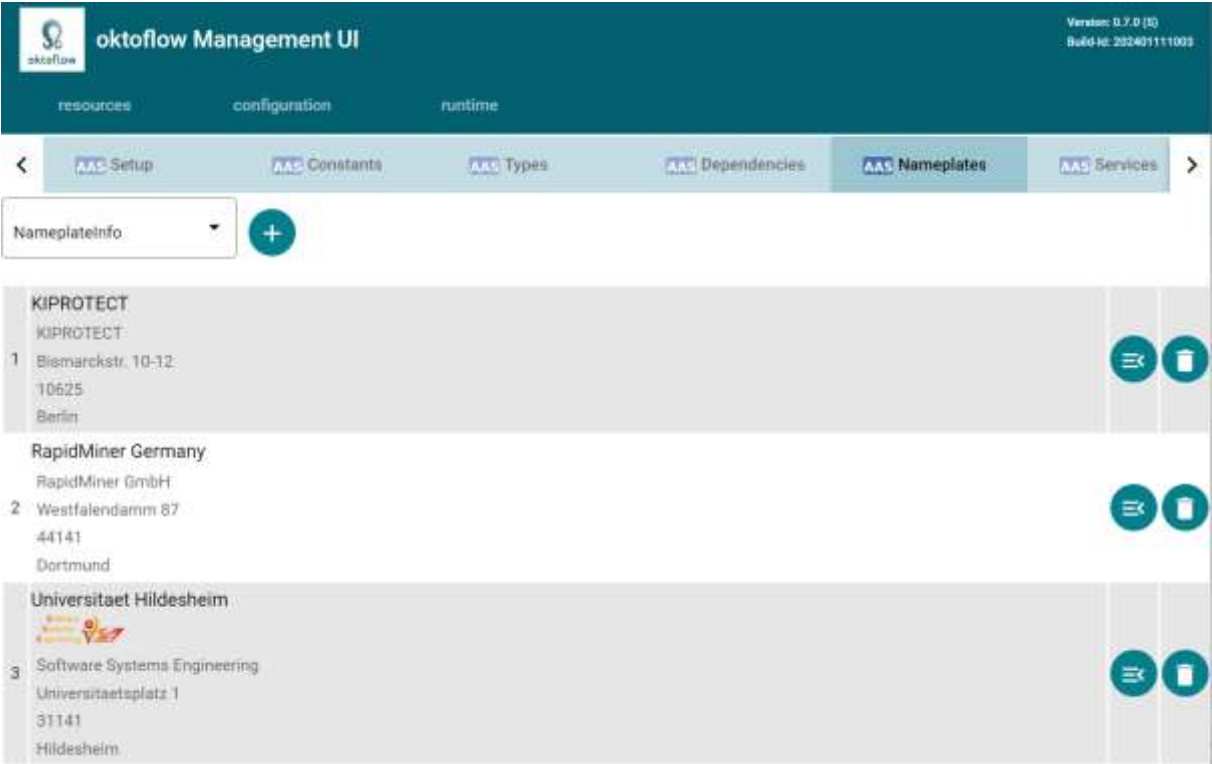 oktoflow
oktoflow Management UI
Version: 0.7.0 (S)
Build-Id: 202401111003
resources configuration runtime
AAS Setup AAS Constants AAS Types AAS Dependencies AAS Nameplates AAS Services
NameplateInfo
KIPROTECT
KIPROTECT
1 Bismarckstr. 10-12
10625
Berlin
RapidMiner Germany
RapidMiner GmbH
2 Westfalendamm 87
44141
Dortmund
Universitaet Hildesheim
3 Software Systems Engineering
Universitaetsplatz 1
31141
Hildesheim